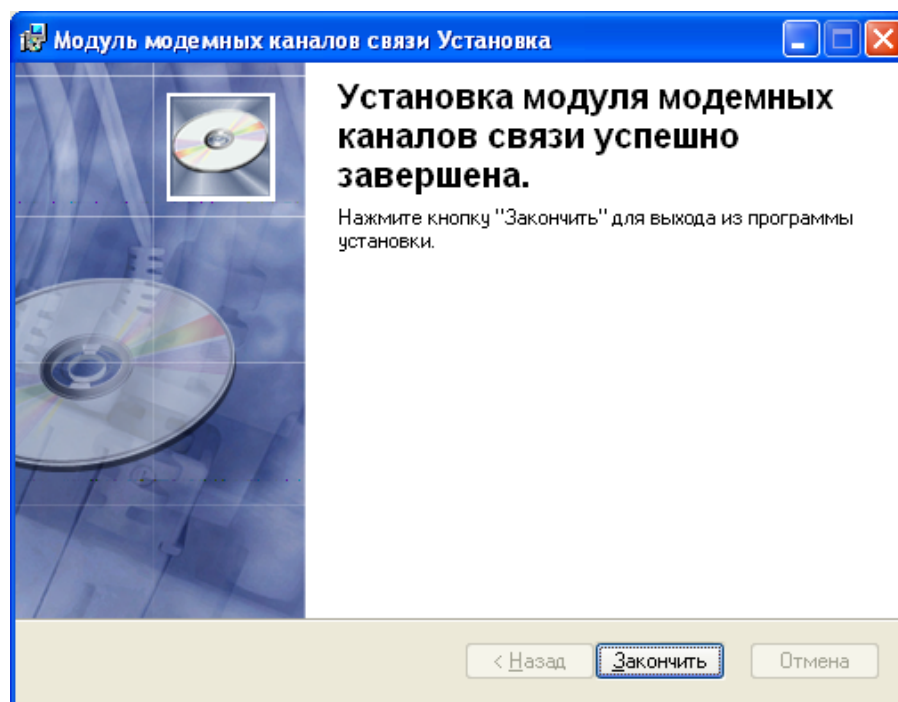 Модуль модемных каналов связи Установка
Установка модуля модемных
каналов связи успешно
завершена.
Нажмите кнопку "Закончить" для выхода из программы
установки.
< Назад
Закончить
Отмена